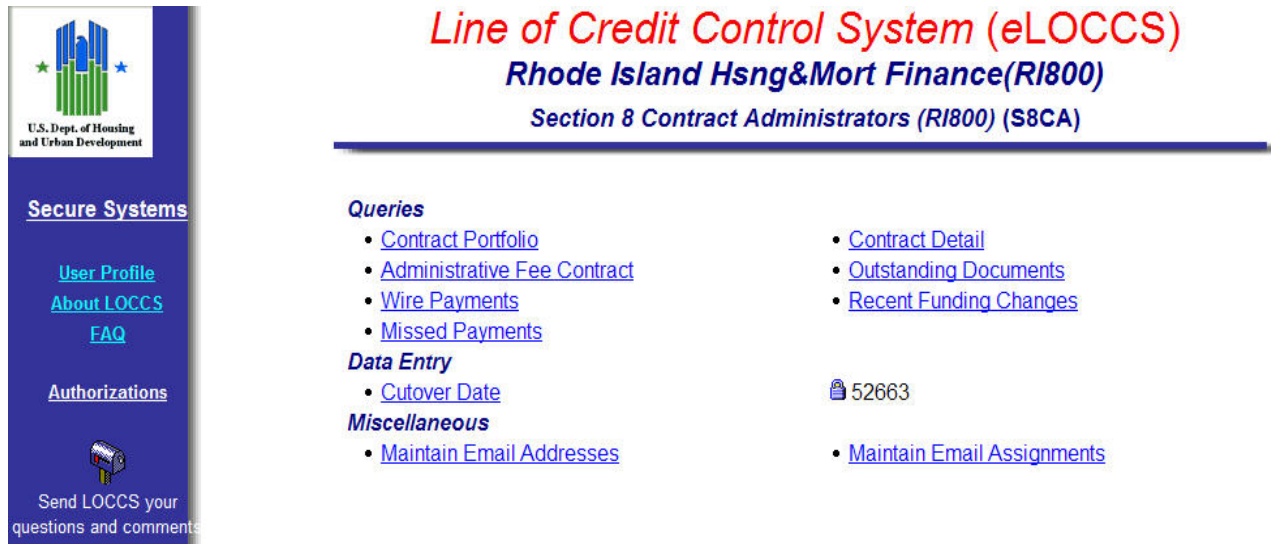 U.S. Dept. of Housing
and Urban Development
Secure Systems
User Profile
About LOCCS
FAQ
Authorizations
Send LOCCS your
questions and comments
Line of Credit Control System (eLOCCS)
Rhode Island Hsng&Mort Finance(RI800)
Section 8 Contract Administrators (RI800) (S8CA)
Queries
• Contract Portfolio
• Contract Detail
• Administrative Fee Contract
• Outstanding Documents
• Wire Payments
• Recent Funding Changes
• Missed Payments
Data Entry
• Cutover Date
52663
Miscellaneous
• Maintain Email Addresses
• Maintain Email Assignments